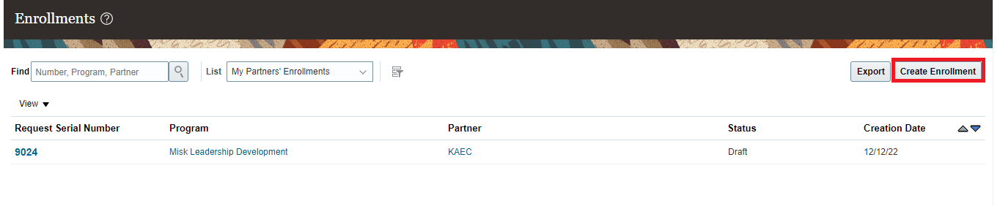 Enrollments ?
Find Number, Program, Partner List My Partners' Enrollments Export Create Enrollment
View
Request Serial Number Program Partner Status Creation Date
9024 Misk Leadership Development KAEC Draft 12/12/22